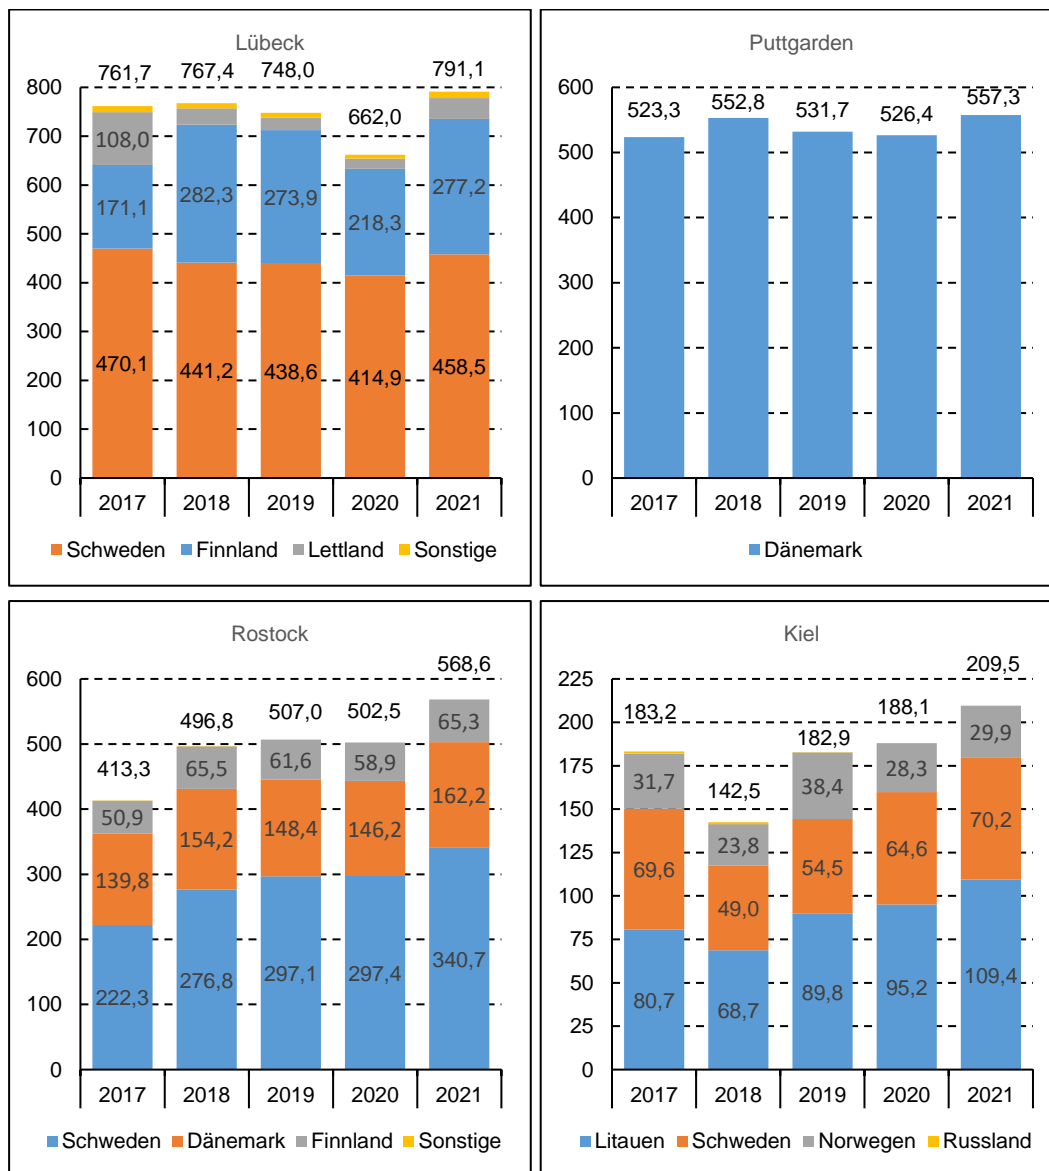 Lübeck
761,7 767,4 748,0 662,0 791,1
800
700
600
500
400
300
200
100
0
108,0
171,1 282,3 273,9 218,3 277,2
470,1 441,2 438,6 414,9 458,5
2017 2018 2019 2020 2021
Schweden Finnland Lettland Sonstige
Puttgarden
600
500
400
300
200
100
0
523,3 552,8 531,7 526,4 557,3
2017 2018 2019 2020 2021
Dänemark
Rostock
413,3 496,8 507,0 502,5 568,6
600
500
400
300
200
100
0
50,9 65,5 61,6 58,9 65,3
139,8 154,2 148,4 146,2 162,2
222,3 276,8 297,1 297,4 340,7
2017 2018 2019 2020 2021
Schweden Dänemark Finnland Sonstige
Kiel
183,2 142,5 182,9 188,1 209,5
225
200
175
150
125
100
75
50
25
0
31,7 23,8 38,4 28,3 29,9
69,6 49,0 54,5 64,6 70,2
80,7 68,7 89,8 95,2 109,4
2017 2018 2019 2020 2021
Litauen Schweden Norwegen Russland